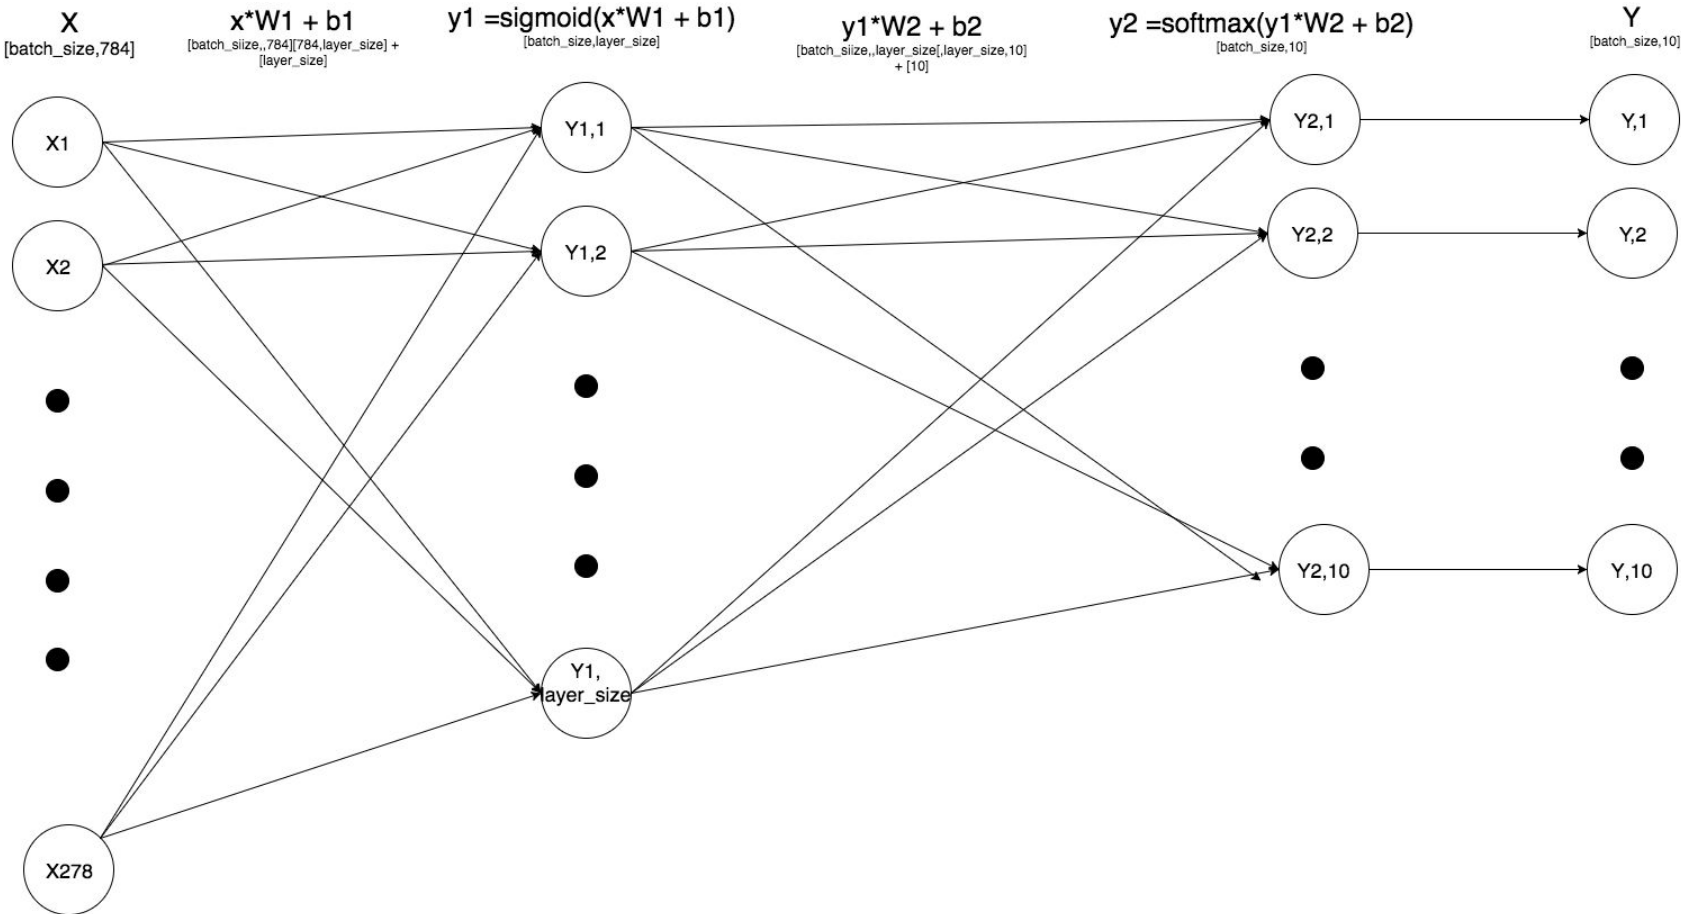 X
[batch_size,784]
x*W1 + b1
[batch_siize,,784][784,layer_size] +
[layer_size]
y1 =sigmoid(x*W1 + b1)
[batch_size,layer_size]
y1*W2 + b2
[batch_siize,,layer_size[,layer_size,10]
+ [10]
y2 =softmax(y1*W2 + b2)
[batch_size,10]
Y
[batch_size,10]
X1
Y1,1
Y2,1
Y,1
X2
Y1,2
Y2,2
Y,2
Y2,10
Y,10
Y1,
layer_size
X278